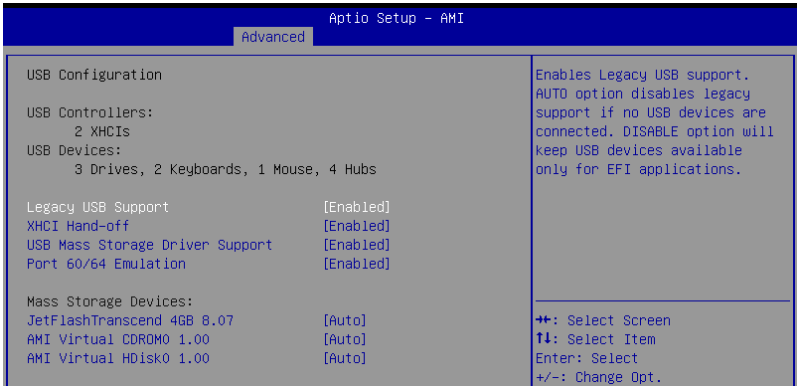 Aptio Setup – AMI
Advanced
USB Configuration
USB Controllers:
2 XHCIs
USB Devices:
3 Drives, 2 Keyboards, 1 Mouse, 4 Hubs
Legacy USB Support [Enabled]
XHCI Hand-off [Enabled]
USB Mass Storage Driver Support [Enabled]
Port 60/64 Emulation [Enabled]
Mass Storage Devices:
JetFlashTranscend 4GB 8.07 [Auto]
AMI Virtual CDROM0 1.00 [Auto]
AMI Virtual HDisk0 1.00 [Auto]
Enables Legacy USB support.
AUTO option disables legacy
support if no USB devices are
connected. DISABLE option will
keep USB devices available
only for EFI applications.
→←: Select Screen
↑↓: Select Item
Enter: Select
+/-: Change Opt.